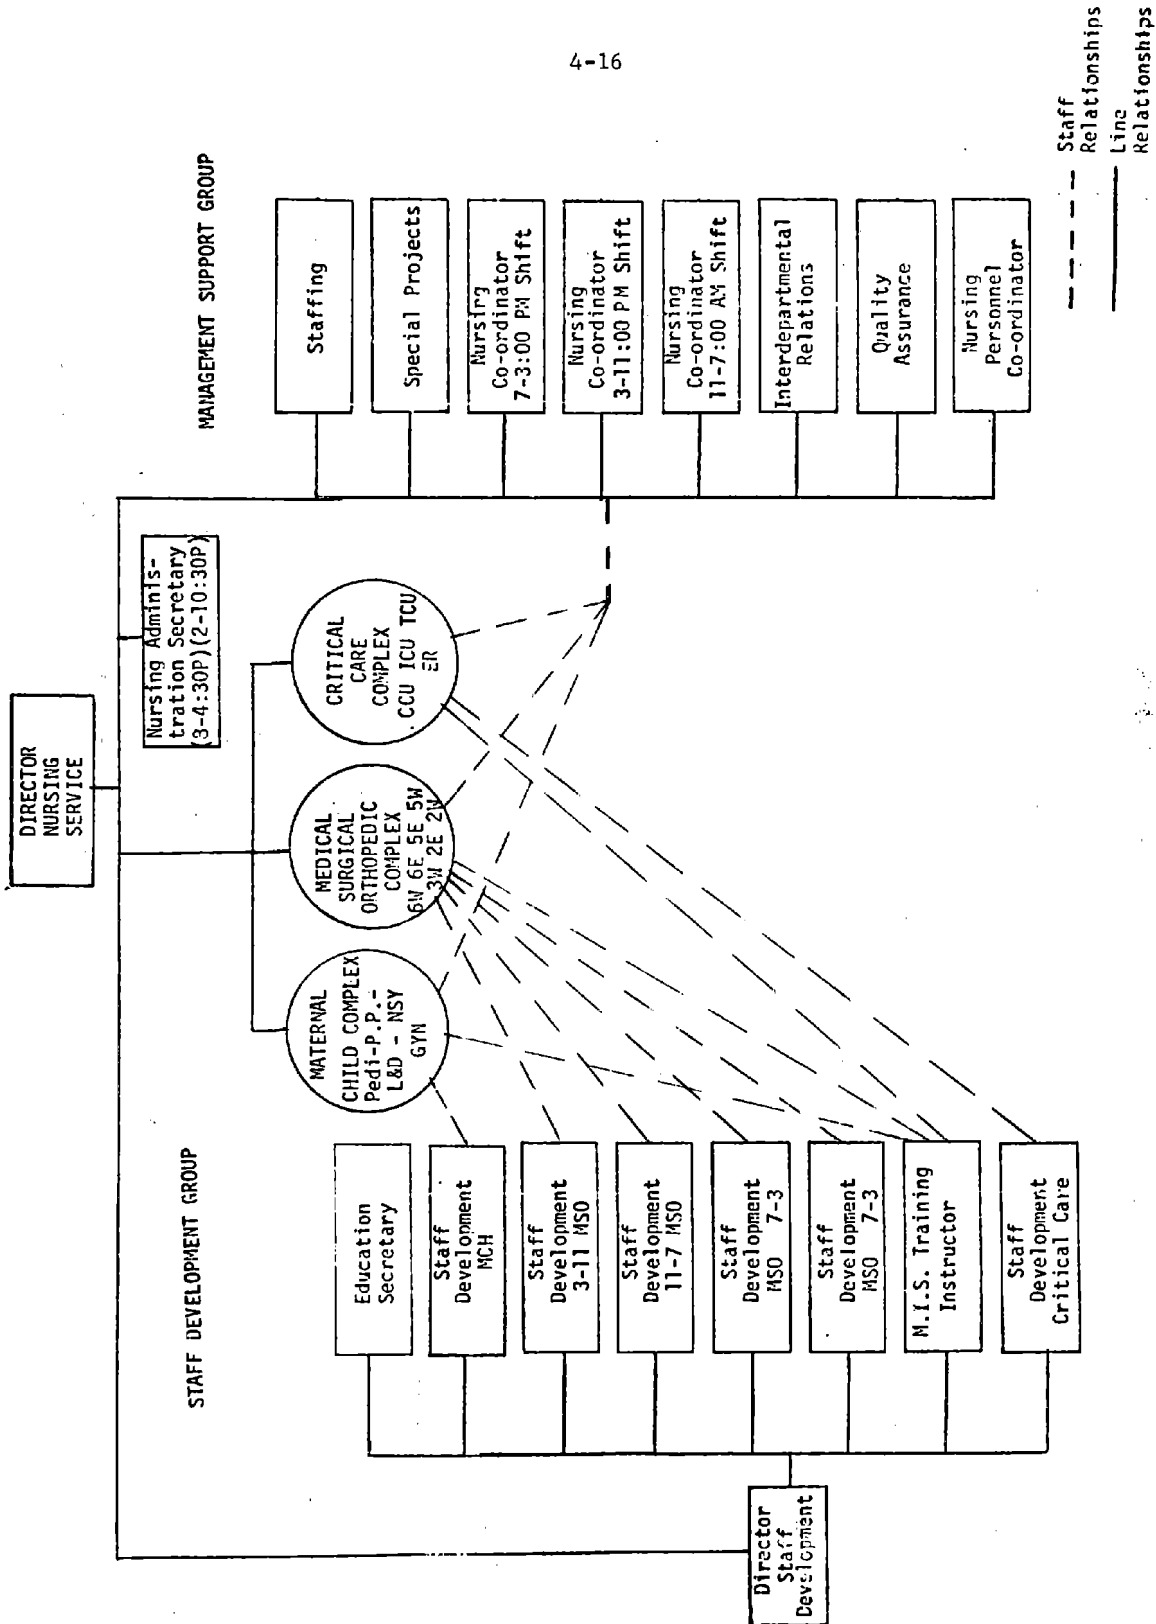 4-16
DIRECTOR
NURSING
SERVICE
Nursing Adminis-
tration Secretary
(3-4:30P)(2-10:30P)
STAFF DEVELOPMENT GROUP
MANAGEMENT SUPPORT GROUP
MATERNAL
CHILD COMPLEX
Pedi-P.P.-
L&D - NSY
GYN
MEDICAL
SURGICAL
ORTHOPEDIC
COMPLEX
6W 6E 5E 5W
3W 2E 2W
CRITICAL
CARE
COMPLEX
CCU ICU TCU
ER
Director
Staff
Development
Education
Secretary
Staff
Development
MCH
Staff
Development
3-11 MSO
Staff
Development
11-7 MSO
Staff
Development
MSO 7-3
Staff
Development
MSO 7-3
M.I.S. Training
Instructor
Staff
Development
Critical Care
Staffing
Special Projects
Nursing
Co-ordinator
7-3:00 PM Shift
Nursing
Co-ordinator
3-11:00 PM Shift
Nursing
Co-ordinator
11-7:00 AM Shift
Interdepartmental
Relations
Quality
Assurance
Nursing
Personnel
Co-ordinator
Staff
Relationships
Line
Relationships